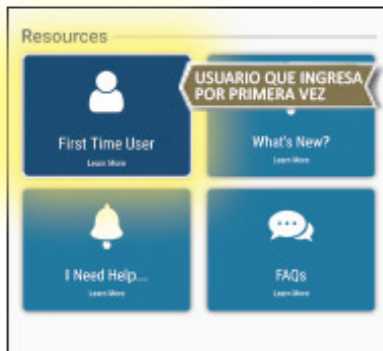 Resources
USUARIO QUE INGRESA
POR PRIMERA VEZ
First Time User
Learn More
What's New?
Learn More
I Need Help...
Learn More
FAQs
Learn More